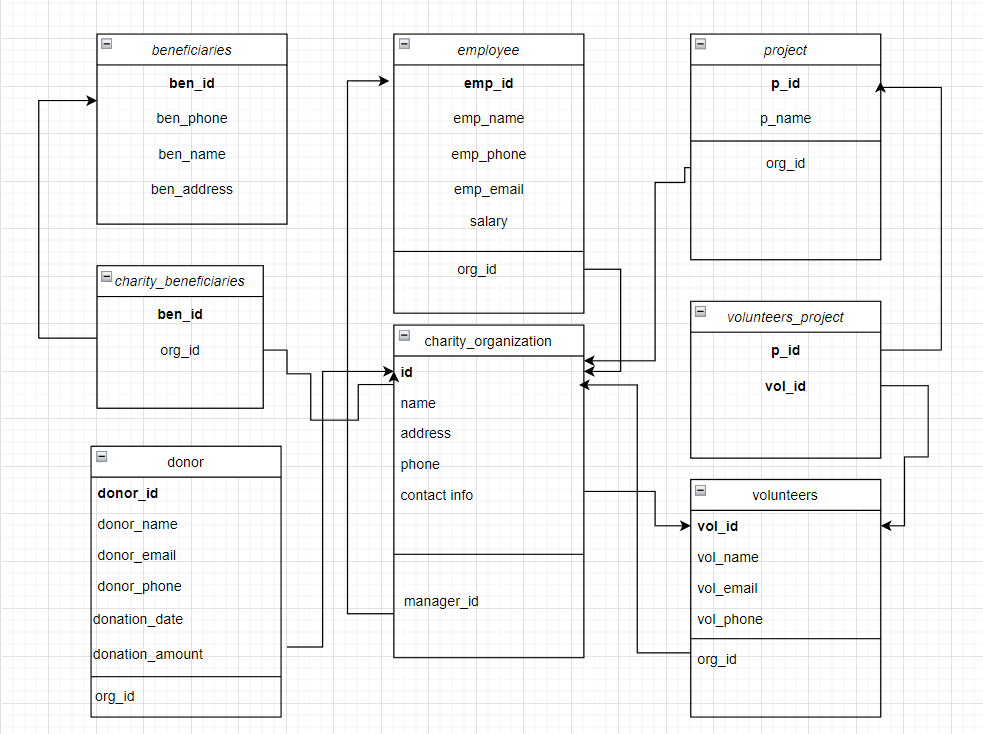 beneficiaries
ben_id
ben_phone
ben_name
ben_address
employee
emp_id
emp_name
emp_phone
emp_email
salary
org_id
project
p_id
p_name
org_id
charity_beneficiaries
ben_id
org_id
charity_organization
id
name
address
phone
contact info
manager_id
volunteers_project
p_id
vol_id
donor
donor_id
donor_name
donor_email
donor_phone
donation_date
donation_amount
org_id
volunteers
vol_id
vol_name
vol_email
vol_phone
org_id